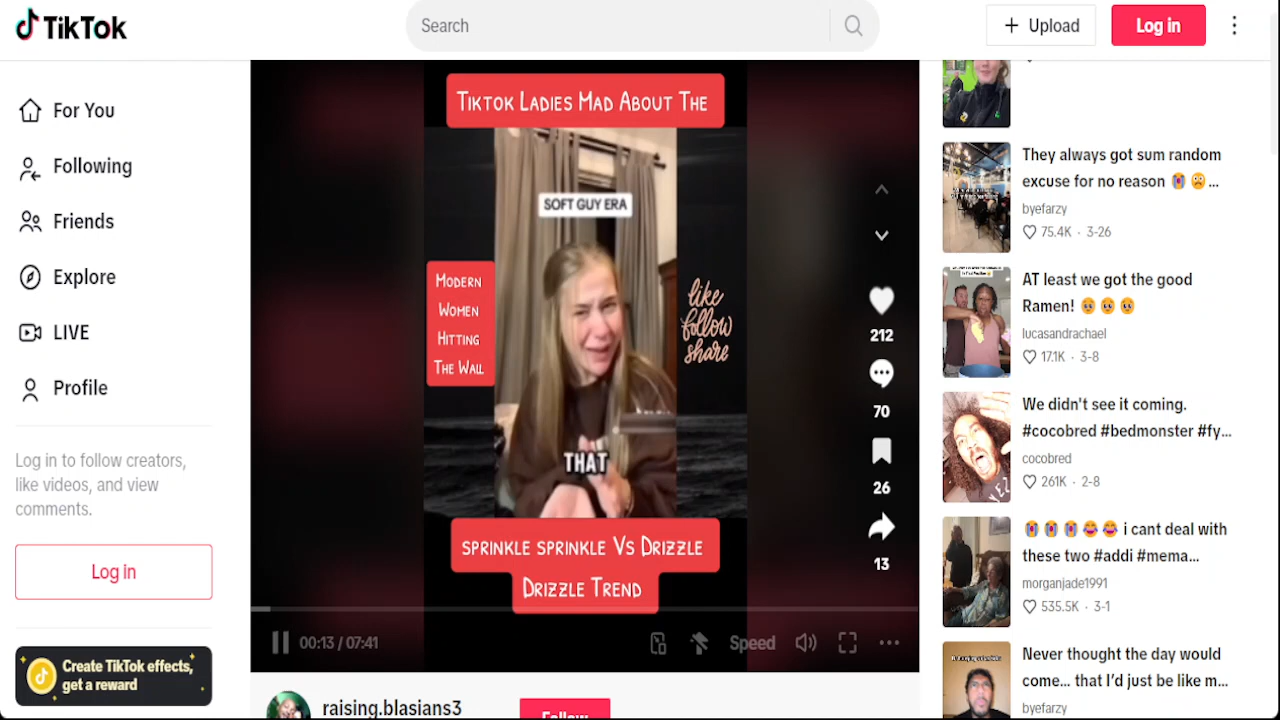 TikTok
Search
Upload
Log in
For You
Following
Friends
Explore
LIVE
Profile
Log in to follow creators,
like videos, and view
comments.
Log in
Create TikTok effects,
get a reward
TIKTOK LADIES MAD ABOUT THE
SOFT GUY ERA
MODERN
WOMEN
HITTING
THE WALL
like
follow
share
THAT
SPRINKLE SPRINKLE VS DRIZZLE
DRIZZLE TREND
212
70
26
13
00:13 / 07:41
Speed
raising.blasians3
Follow
They always got sum random
excuse for no reason 😭 🙁 ...
byefarzy
75.4K · 3-26
AT least we got the good
Ramen! 🥺 🥺 🥺
lucasandrachael
17.1K · 3-8
We didn't see it coming.
#cocobred #bedmonster #fy...
cocobred
261K · 2-8
😭 😭 😭 😂 😂 i cant deal with
these two #addi #mema...
morganjade1991
535.5K · 3-1
Never thought the day would
come... that I'd just be like m...
byefarzy